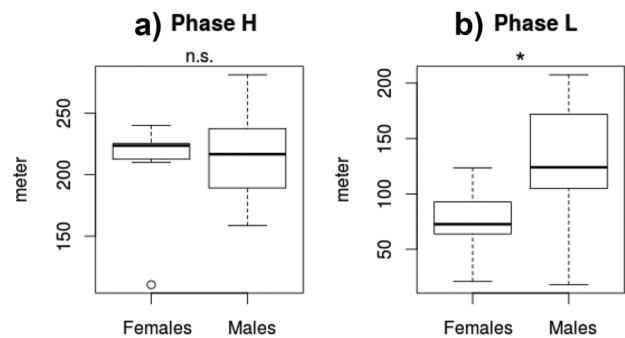 a) Phase H
n.s.
250
200
150
meter
Females Males
b) Phase L
*
200
150
100
50
meter
Females Males